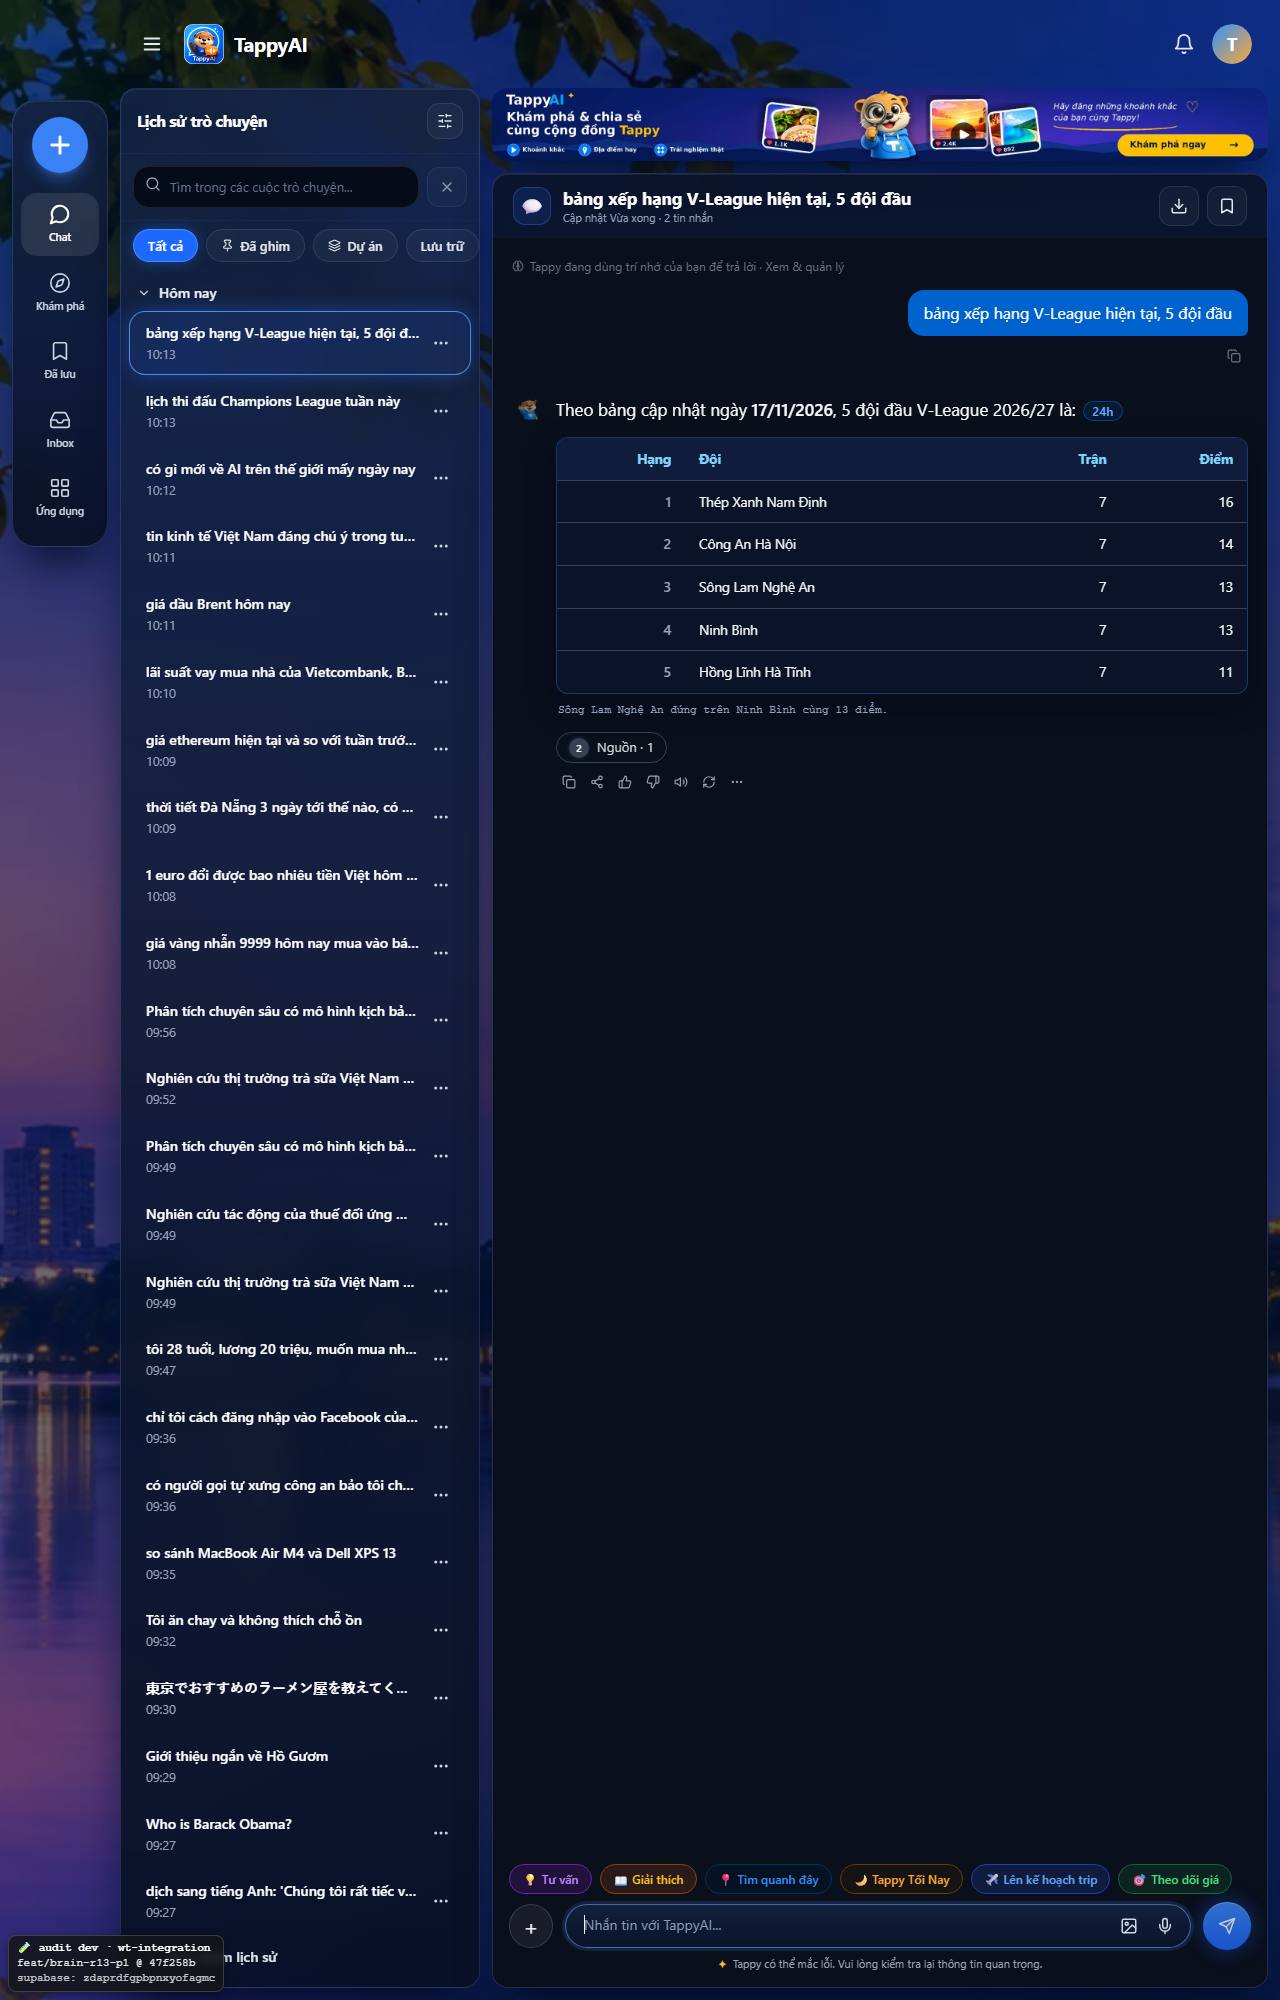 TappyAI
T
Chat
Khám phá
Đã lưu
Inbox
Ứng dụng
Lịch sử trò chuyện
Tìm trong các cuộc trò chuyện...
Tất cả
Đã ghim
Dự án
Lưu trữ
Hôm nay
bảng xếp hạng V-League hiện tại, 5 đội đ...
10:13
lịch thi đấu Champions League tuần này
10:13
có gì mới về AI trên thế giới mấy ngày nay
10:12
tin kinh tế Việt Nam đáng chú ý trong tu...
10:11
giá dầu Brent hôm nay
10:11
lãi suất vay mua nhà của Vietcombank, B...
10:10
giá ethereum hiện tại và so với tuần trướ...
10:09
thời tiết Đà Nẵng 3 ngày tới thế nào, có ...
10:09
1 euro đổi được bao nhiêu tiền Việt hôm ...
10:08
giá vàng nhẫn 9999 hôm nay mua vào bá...
10:08
Phân tích chuyên sâu có mô hình kịch bả...
09:56
Nghiên cứu thị trường trà sữa Việt Nam ...
09:52
Phân tích chuyên sâu có mô hình kịch bả...
09:49
Nghiên cứu tác động của thuế đối ứng ...
09:49
Nghiên cứu thị trường trà sữa Việt Nam ...
09:49
tôi 28 tuổi, lương 20 triệu, muốn mua nh...
09:47
chỉ tôi cách đăng nhập vào Facebook của...
09:36
có người gọi tự xưng công an bảo tôi ch...
09:36
so sánh MacBook Air M4 và Dell XPS 13
09:35
Tôi ăn chay và không thích chỗ ồn
09:32
東京でおすすめのラーメン屋を教えてく...
09:30
Giới thiệu ngắn về Hồ Gươm
09:29
Who is Barack Obama?
09:27
dịch sang tiếng Anh: 'Chúng tôi rất tiếc v...
09:27
lịch sử
audit dev · wt-integration
feat/brain-r13-p1 @ 47f258b
supabase: zdaprdfgpbpnxyofagmc
TappyAI
Khám phá & chia sẻ
cùng cộng đồng Tappy
Khoảnh khắc
Địa điểm hay
Trải nghiệm thật
1.1K
2.4K
892
Hãy đăng những khoảnh khắc
của bạn cùng Tappy!
Khám phá ngay →
bảng xếp hạng V-League hiện tại, 5 đội đầu
Cập nhật Vừa xong · 2 tin nhắn
Tappy đang dùng trí nhớ của bạn để trả lời · Xem & quản lý
bảng xếp hạng V-League hiện tại, 5 đội đầu
Theo bảng cập nhật ngày 17/11/2026, 5 đội đầu V-League 2026/27 là: 24h
Hạng Đội Trận Điểm
1 Thép Xanh Nam Định 7 16
2 Công An Hà Nội 7 14
3 Sông Lam Nghệ An 7 13
4 Ninh Bình 7 13
5 Hồng Lĩnh Hà Tĩnh 7 11
Sông Lam Nghệ An đứng trên Ninh Bình cùng 13 điểm.
2 Nguồn · 1
Tư vấn
Giải thích
Tìm quanh đây
Tappy Tối Nay
Lên kế hoạch trip
Theo dõi giá
Nhắn tin với TappyAI...
Tappy có thể mắc lỗi. Vui lòng kiểm tra lại thông tin quan trọng.